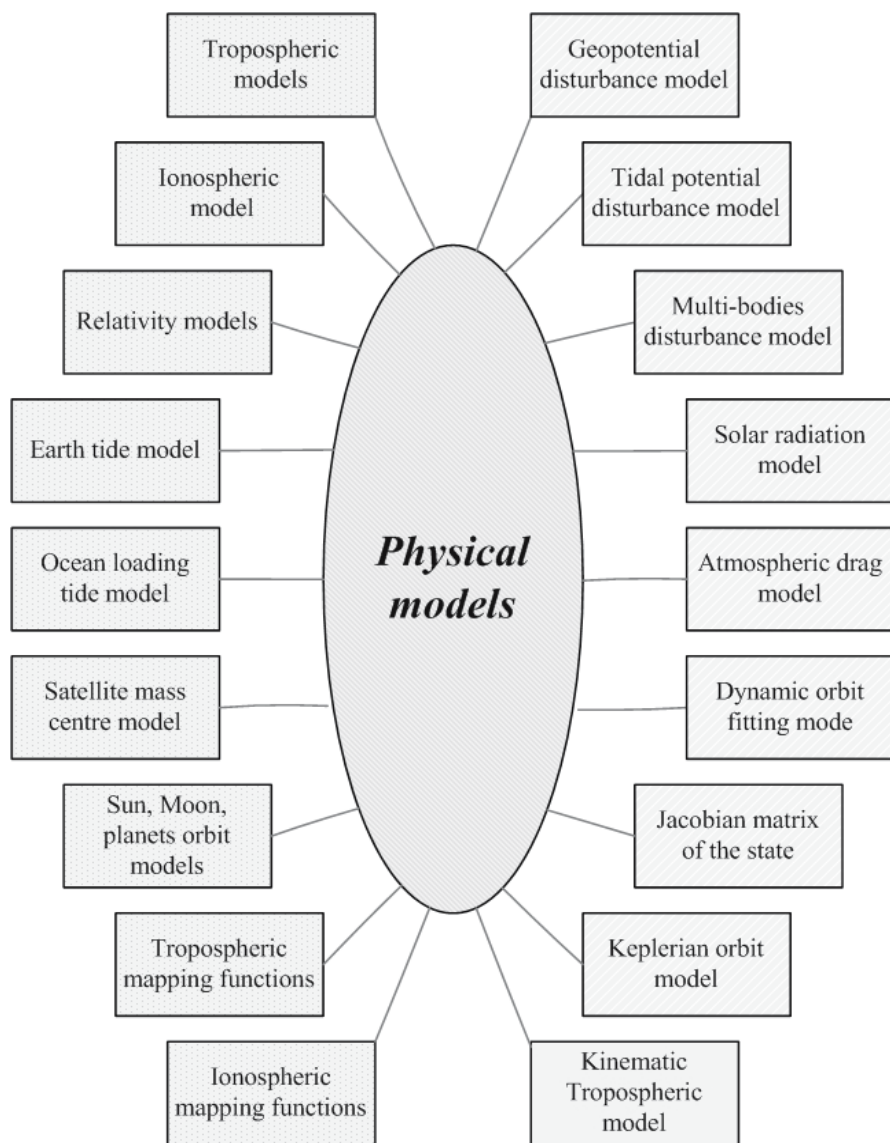 Tropospheric
models
Geopotential
disturbance model
Ionospheric
model
Tidal potential
disturbance model
Relativity models
Multi-bodies
disturbance model
Earth tide model
Solar radiation
model
Physical
models
Ocean loading
tide model
Atmospheric drag
model
Satellite mass
centre model
Dynamic orbit
fitting mode
Sun, Moon,
planets orbit
models
Jacobian matrix
of the state
Tropospheric
mapping functions
Keplerian orbit
model
Ionospheric
mapping functions
Kinematic
Tropospheric
model